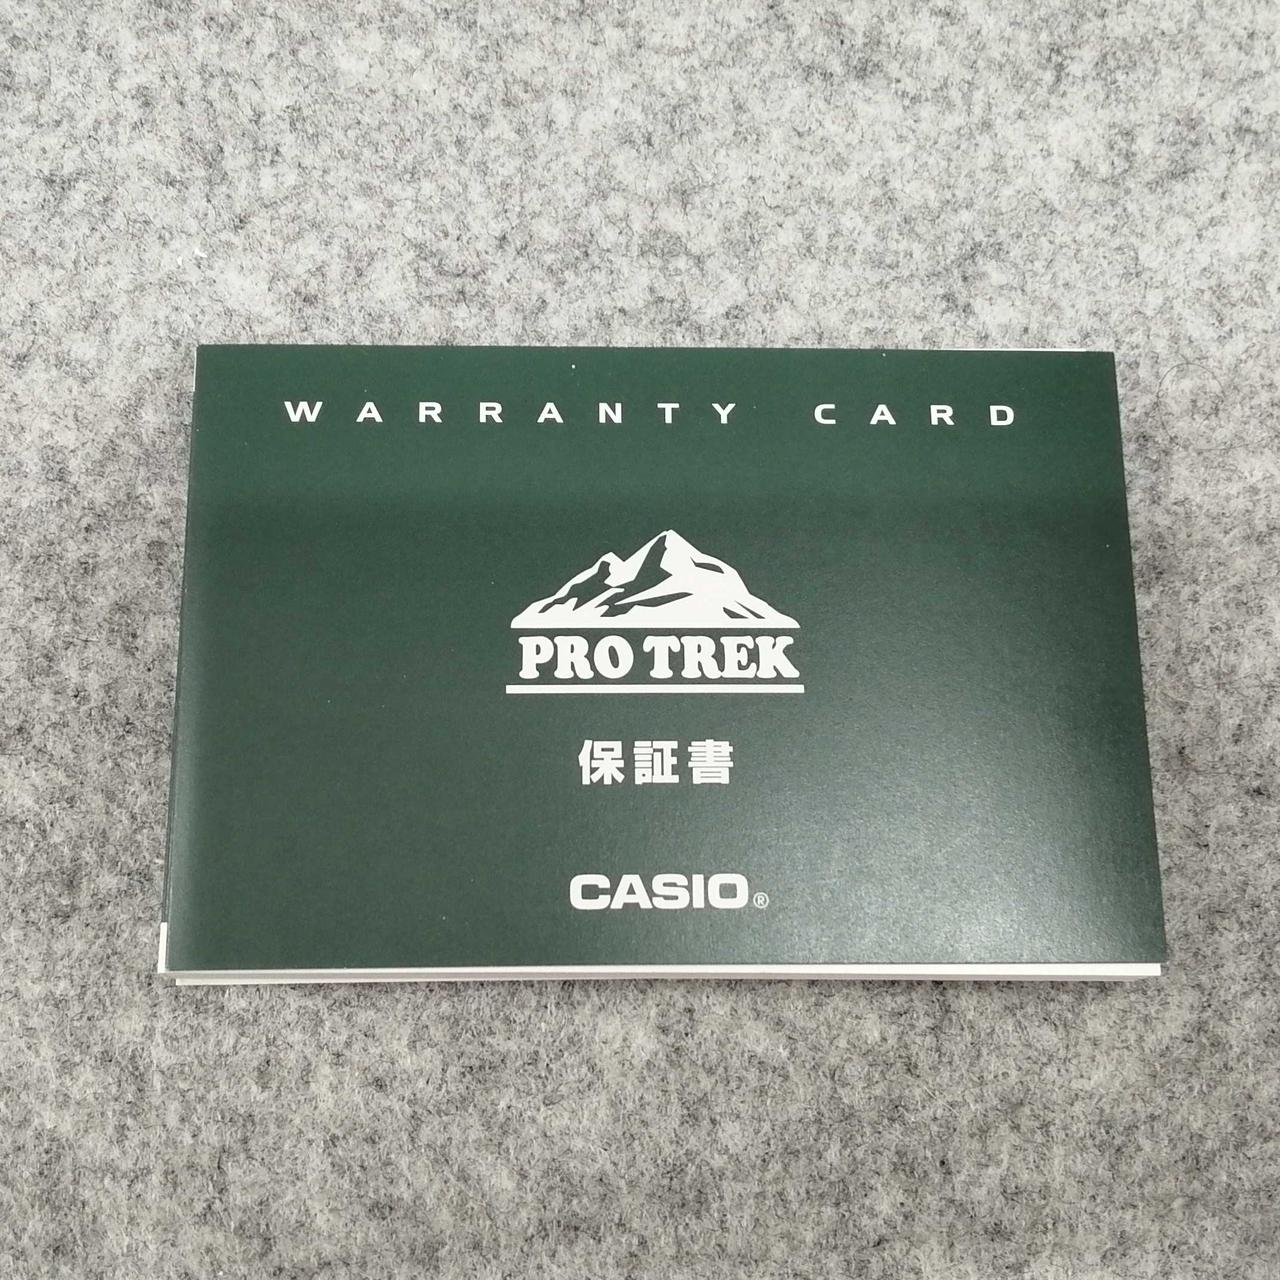 WARRANTY CARD
PRO TREK
保証書
CASIO®